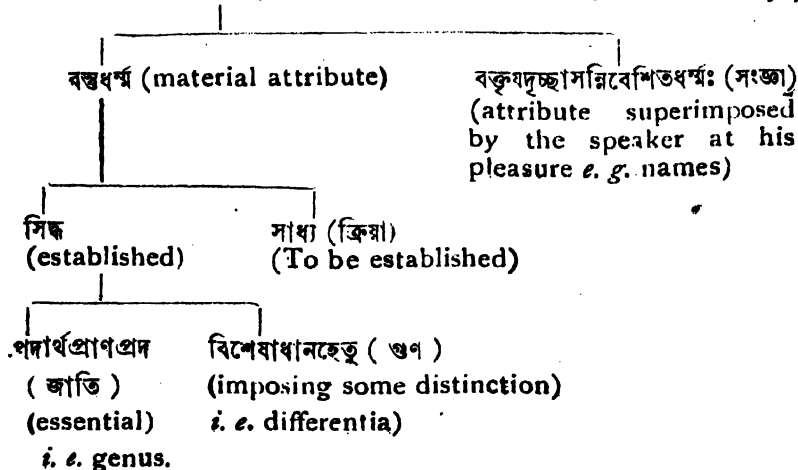 বস্তুধর্ম্ম (material attribute)
বক্তৃযদৃচ্ছাসন্নিবেশিতধর্ম্মঃ (সংজ্ঞা)
(attribute superimposed
by the speaker at his
pleasure e. g. names)
সিদ্ধ
(established)
সাধ্য (ক্রিয়া)
(To be established)
পদার্থপ্রাণপ্রদ
( জাতি )
(essential)
i. e. genus.
বিশেষাধানহেতু ( গুণ )
(imposing some distinction)
i. e. differentia)